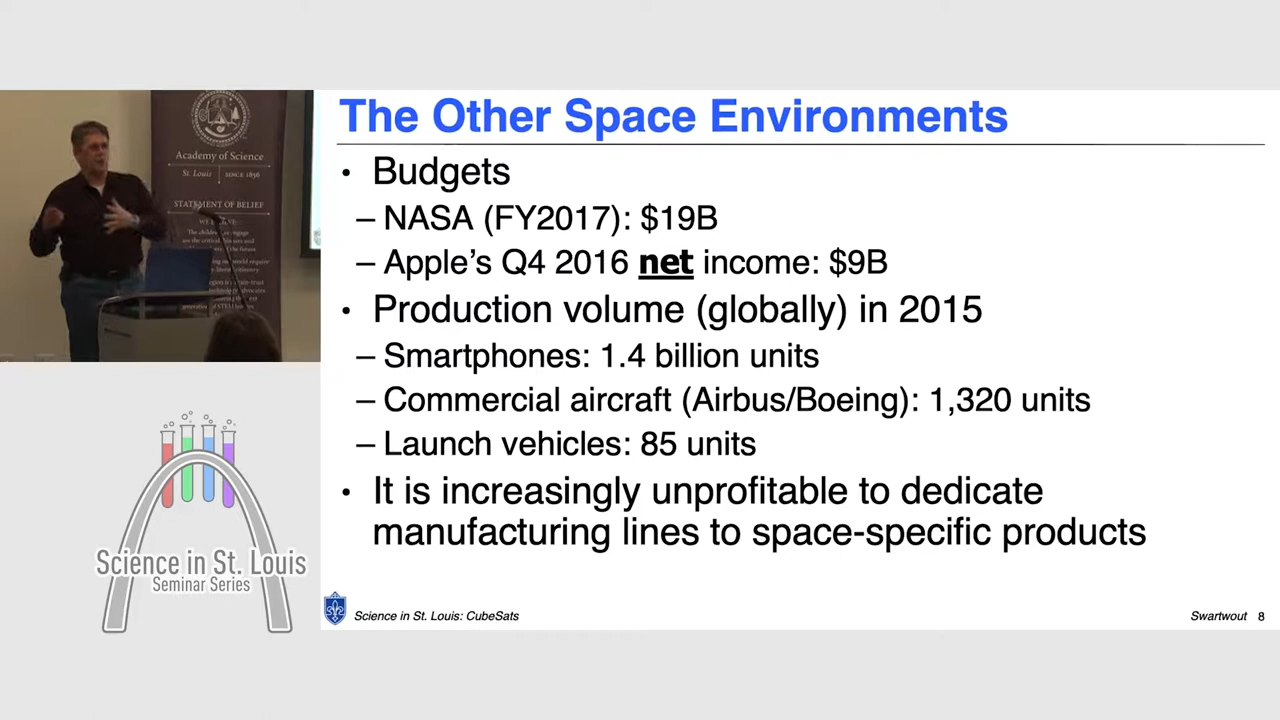 The Other Space Environments
• Budgets
– NASA (FY2017): $19B
– Apple’s Q4 2016 net income: $9B
• Production volume (globally) in 2015
– Smartphones: 1.4 billion units
– Commercial aircraft (Airbus/Boeing): 1,320 units
– Launch vehicles: 85 units
• It is increasingly unprofitable to dedicate
manufacturing lines to space-specific products
Science in St. Louis: CubeSats
Swartwout 8
Academy of Science
St. Louis SINCE 1856
STATEMENT OF BELIEF
Science in St. Louis
Seminar Series